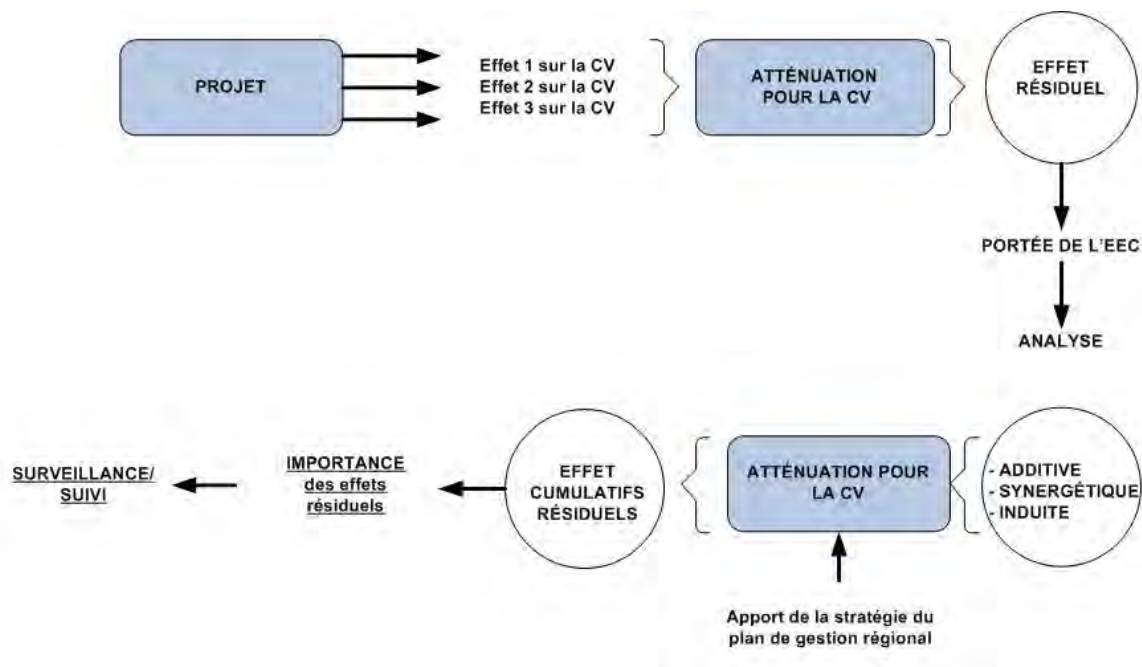 PROJET
Effet 1 sur la CV
Effet 2 sur la CV
Effet 3 sur la CV
ATTÉNUATION
POUR LA CV
EFFET
RÉSIDUEL
PORTÉE DE L'EEC
ANALYSE
- ADDITIVE
- SYNERGÉTIQUE
- INDUITE
ATTÉNUATION POUR
LA CV
Apport de la stratégie du
plan de gestion régional
EFFET
CUMULATIFS
RÉSIDUELS
IMPORTANCE
des effets
résiduels
SURVEILLANCE/
SUIVI